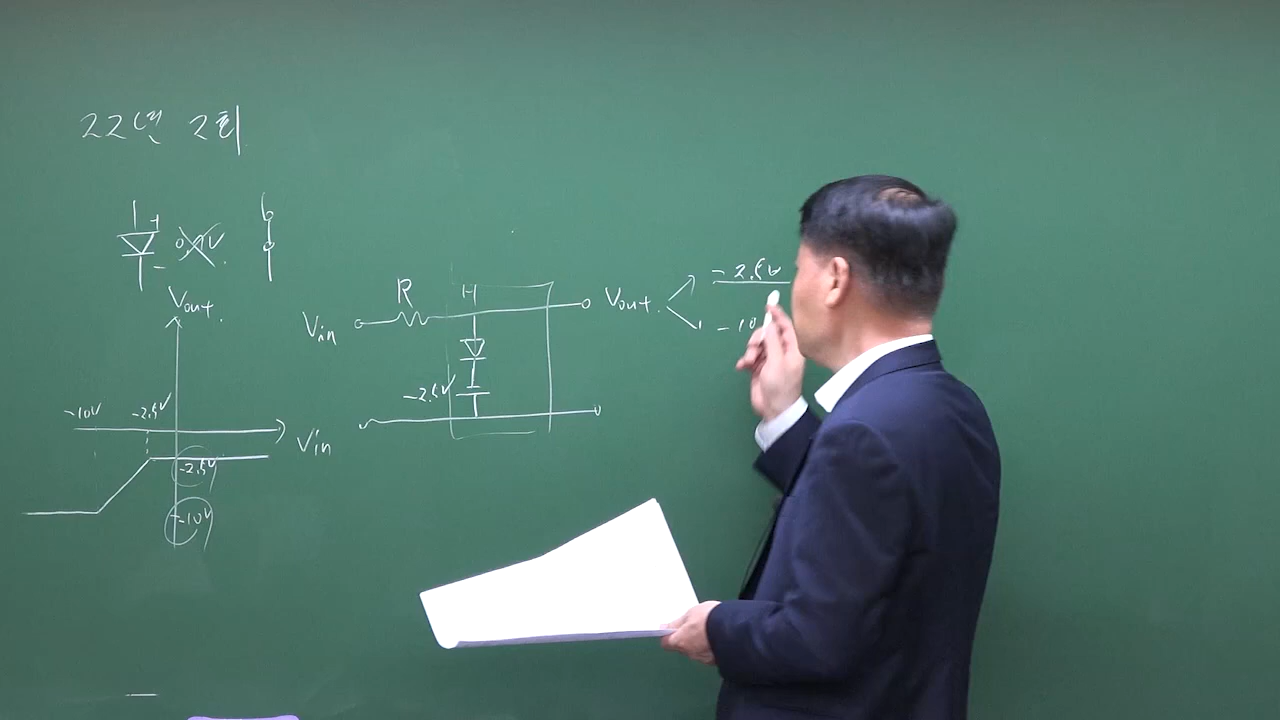 22년 2회
+
0.7V
-
Vout.
R
Vin
Vout.
-2.5V
-10
-2.5V
-10V
-2.5V
Vin
-2.5V
-10V